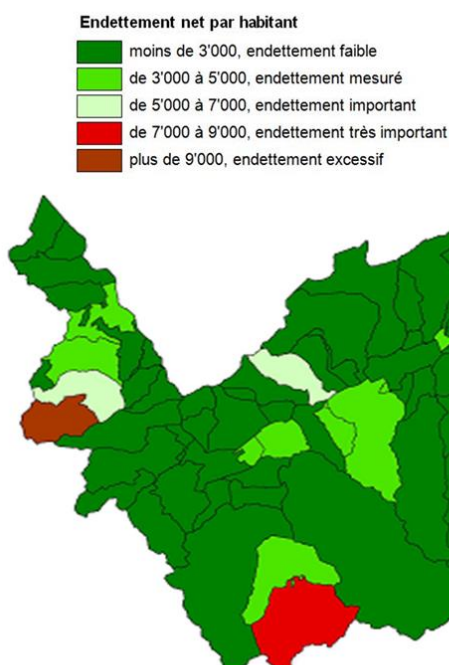 Endettement net par habitant
moins de 3'000, endettement faible
de 3'000 à 5'000, endettement mesuré
de 5'000 à 7'000, endettement important
de 7'000 à 9'000, endettement très important
plus de 9'000, endettement excessif